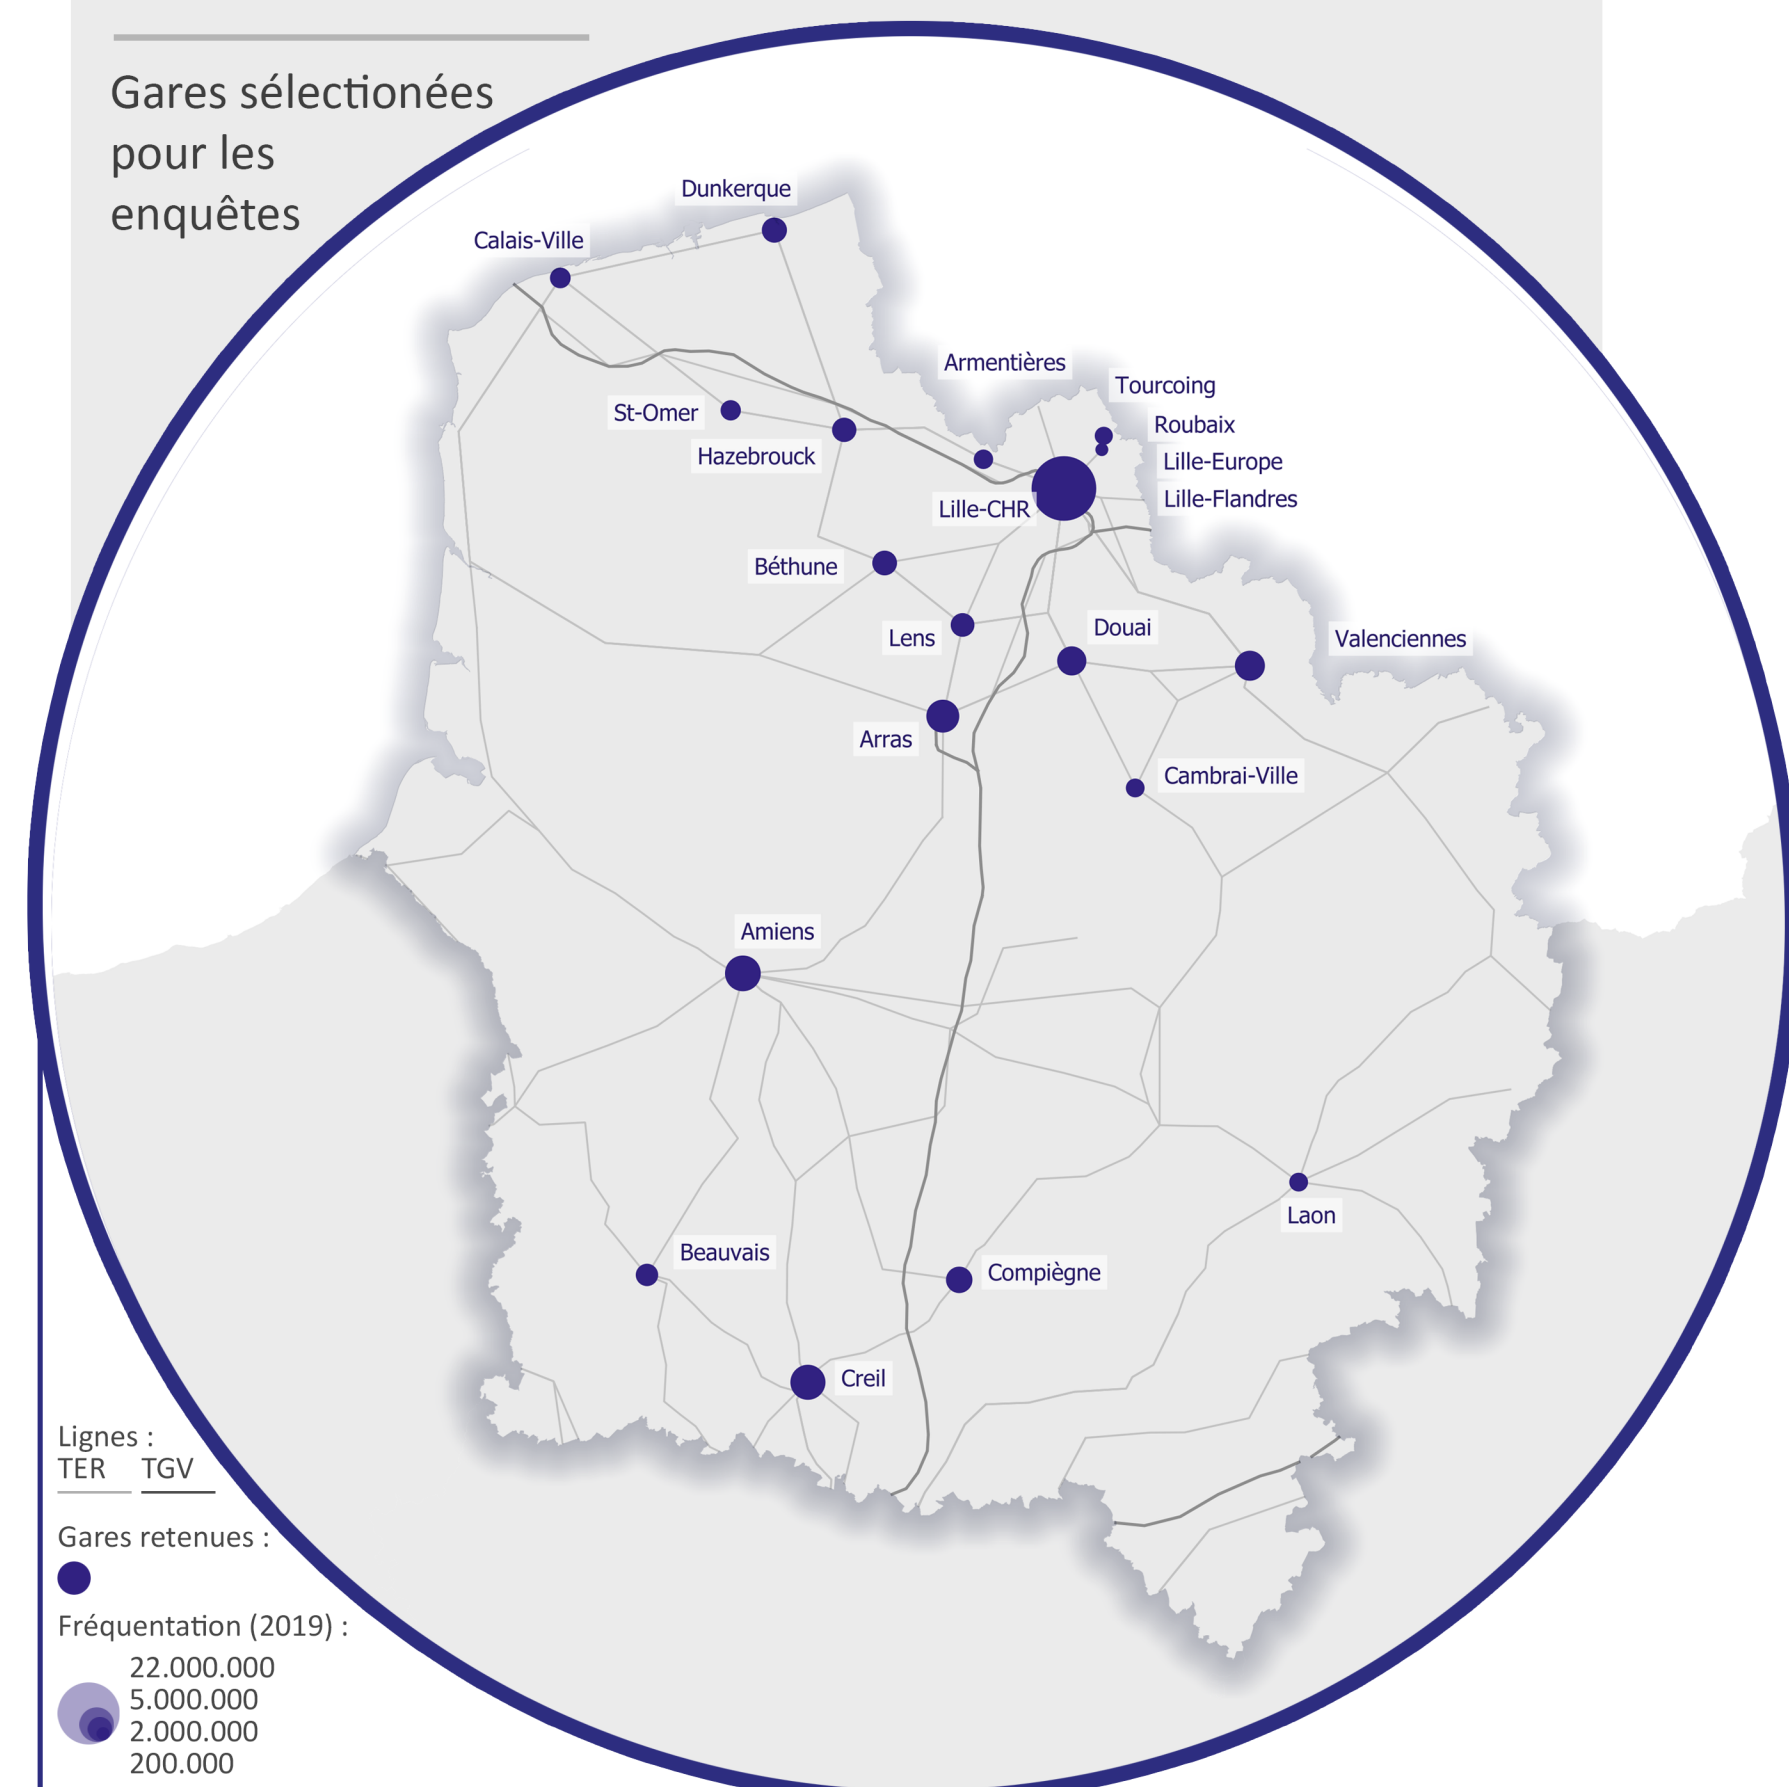 Gares sélectionées
pour les
enquêtes
Dunkerque
Calais-Ville
Armentières
Tourcoing
St-Omer
Roubaix
Hazebrouck
Lille-Europe
Lille-CHR
Lille-Flandres
Béthune
Lens
Douai
Valenciennes
Arras
Cambrai-Ville
Amiens
Laon
Beauvais
Compiègne
Creil
Lignes :
TER TGV
Gares retenues :
Fréquentation (2019) :
22.000.000
5.000.000
2.000.000
200.000